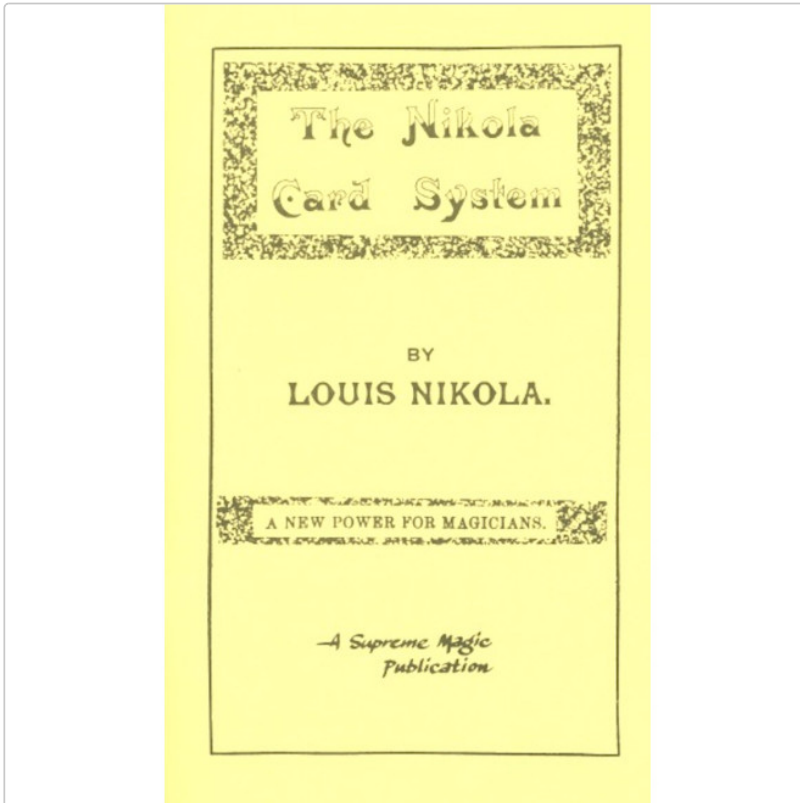 The Nikola
Card System
BY
LOUIS NIKOLA.
A NEW POWER FOR MAGICIANS.
A Supreme Magic
Publication